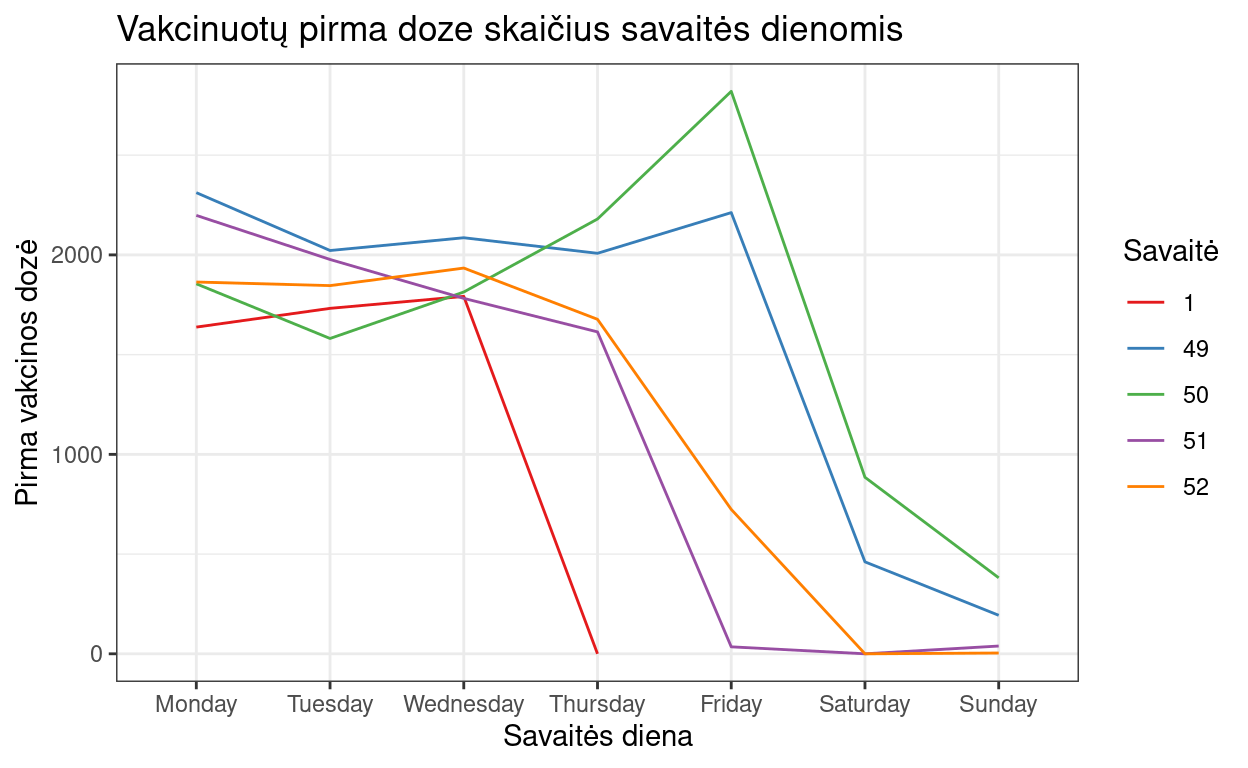 Vakcinuotų pirma doze skaičius savaitės dienomis
Pirma vakcinos dozė
2000
1000
0
Monday
Tuesday
Wednesday
Thursday
Friday
Saturday
Sunday
Savaitės diena
Savaitė
1
49
50
51
52